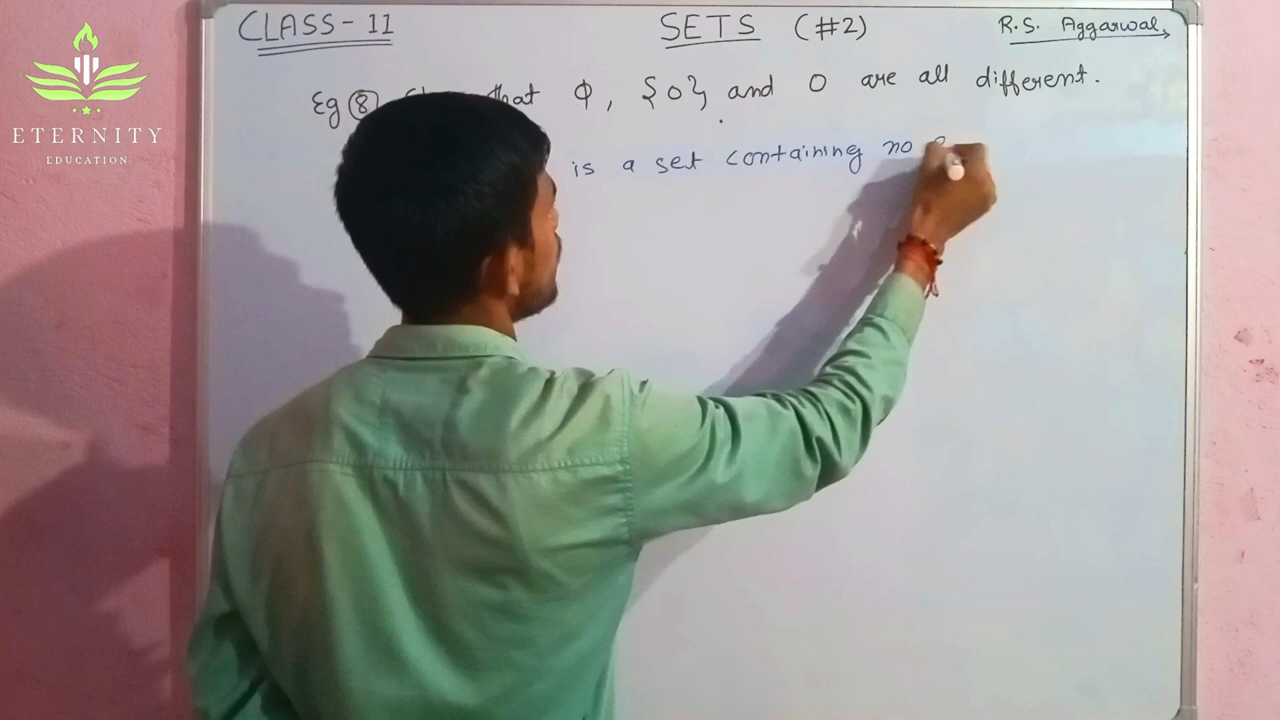 CLASS-11 SETS (#2) R.S. Aggarwal
Eg 8 that Φ, {0} and 0 are all different.
is a set containing no
ETERNITY
EDUCATION